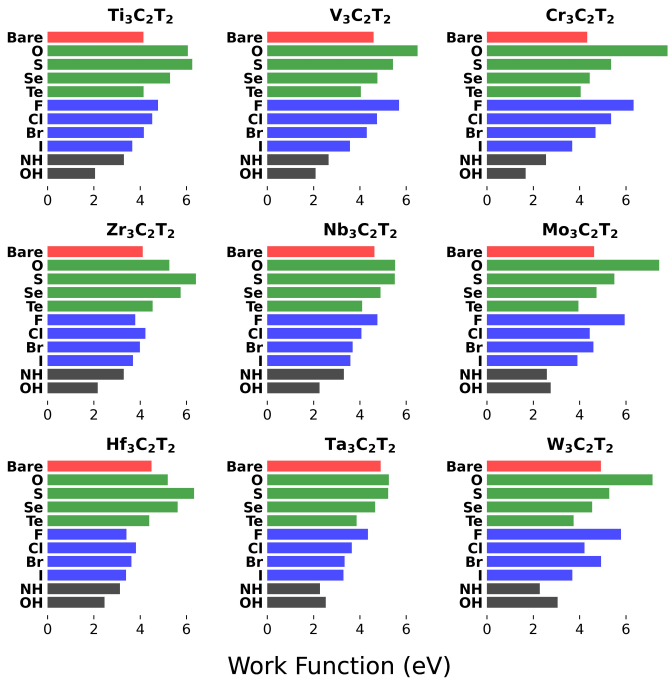 Ti₃C₂T₂
Bare
O
S
Se
Te
F
Cl
Br
I
NH
OH
0 2 4 6
V₃C₂T₂
Bare
O
S
Se
Te
F
Cl
Br
I
NH
OH
0 2 4 6
Cr₃C₂T₂
Bare
O
S
Se
Te
F
Cl
Br
I
NH
OH
0 2 4 6
Zr₃C₂T₂
Bare
O
S
Se
Te
F
Cl
Br
I
NH
OH
0 2 4 6
Nb₃C₂T₂
Bare
O
S
Se
Te
F
Cl
Br
I
NH
OH
0 2 4 6
Mo₃C₂T₂
Bare
O
S
Se
Te
F
Cl
Br
I
NH
OH
0 2 4 6
Hf₃C₂T₂
Bare
O
S
Se
Te
F
Cl
Br
I
NH
OH
0 2 4 6
Ta₃C₂T₂
Bare
O
S
Se
Te
F
Cl
Br
I
NH
OH
0 2 4 6
W₃C₂T₂
Bare
O
S
Se
Te
F
Cl
Br
I
NH
OH
0 2 4 6
Work Function (eV)